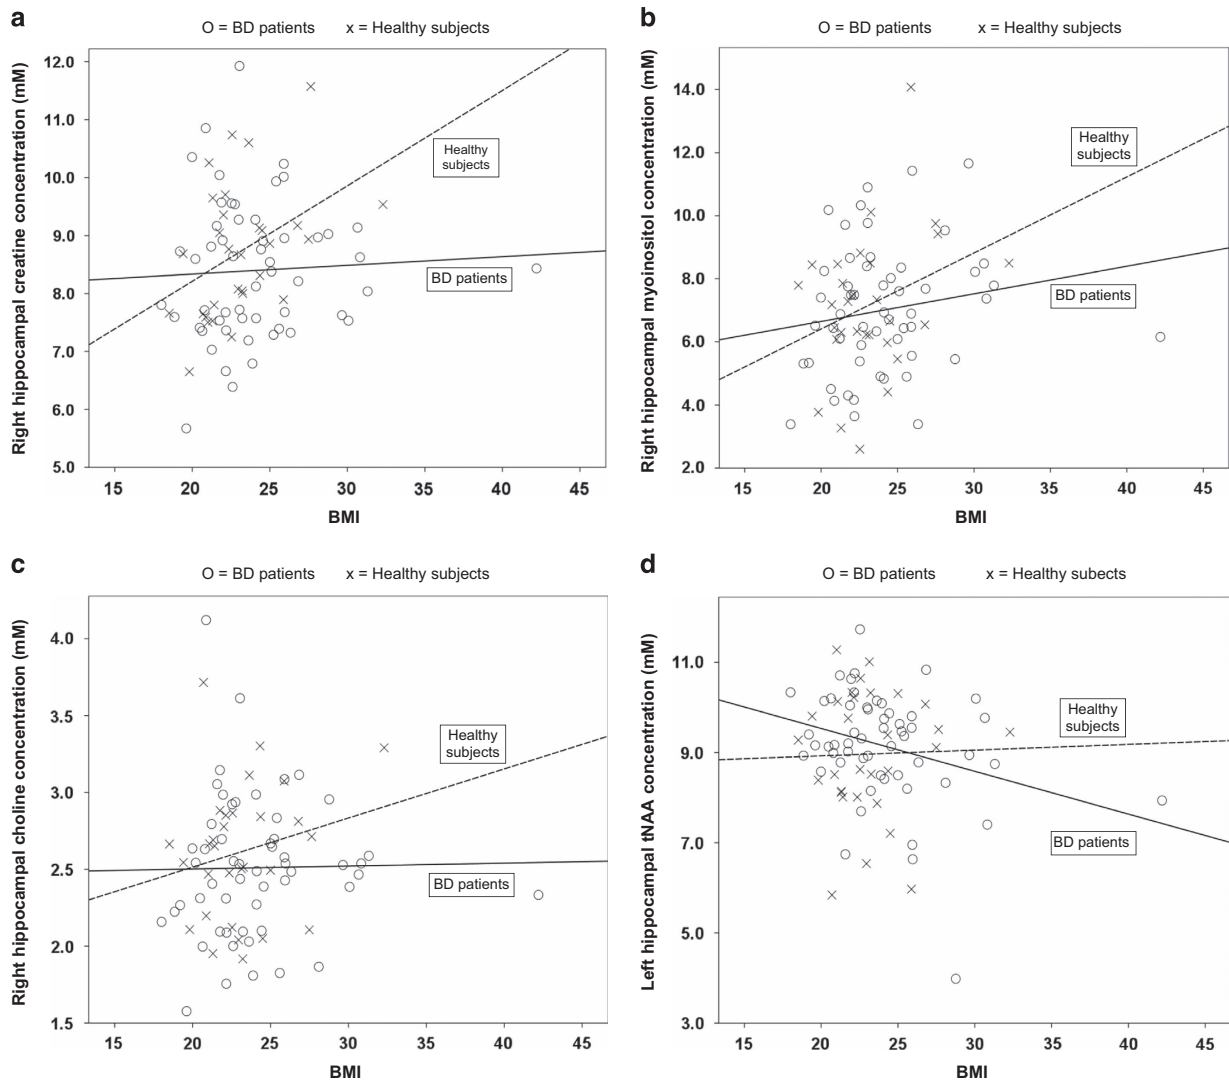 a
O = BD patients x = Healthy subjects
Right hippocampal creatine concentration (mM)
12.0
11.0
10.0
9.0
8.0
7.0
6.0
5.0
Healthy
subjects
BD patients
15 20 25 30 35 40 45
BMI
b
O = BD patients x = Healthy subjects
Right hippocampal myoinositol concentration (mM)
14.0
12.0
10.0
8.0
6.0
4.0
2.0
Healthy
subjects
BD patients
15 20 25 30 35 40 45
BMI
c
O = BD patients x = Healthy subjects
Right hippocampal choline concentration (mM)
4.0
3.5
3.0
2.5
2.0
1.5
Healthy
subjects
BD patients
15 20 25 30 35 40 45
BMI
d
O = BD patients x = Healthy subects
Left hippocampal tNAA concentration (mM)
11.0
9.0
7.0
5.0
3.0
Healthy
subjects
BD patients
15 20 25 30 35 40 45
BMI